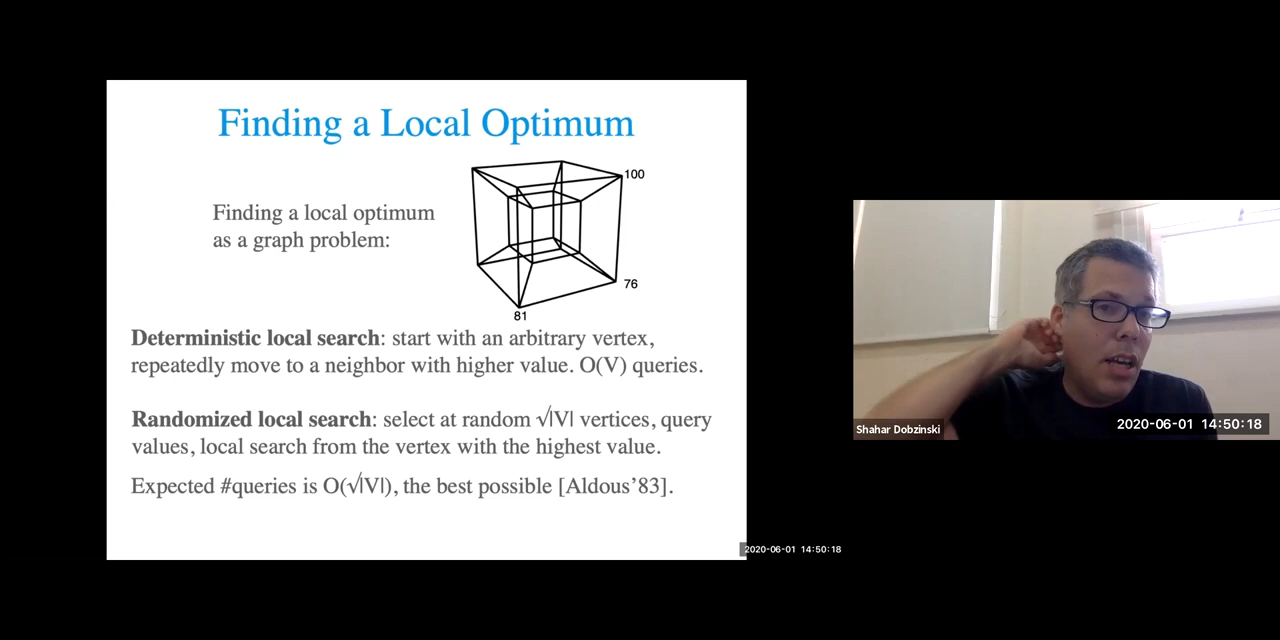 Finding a Local Optimum
Finding a local optimum
as a graph problem:
100
76
81
Deterministic local search: start with an arbitrary vertex,
repeatedly move to a neighbor with higher value. O(V) queries.
Randomized local search: select at random √|V| vertices, query
values, local search from the vertex with the highest value.
Expected #queries is O(√|V|), the best possible [Aldous’83].
2020-06-01 14:50:18
Shahar Dobzinski
2020-06-01 14:50:18